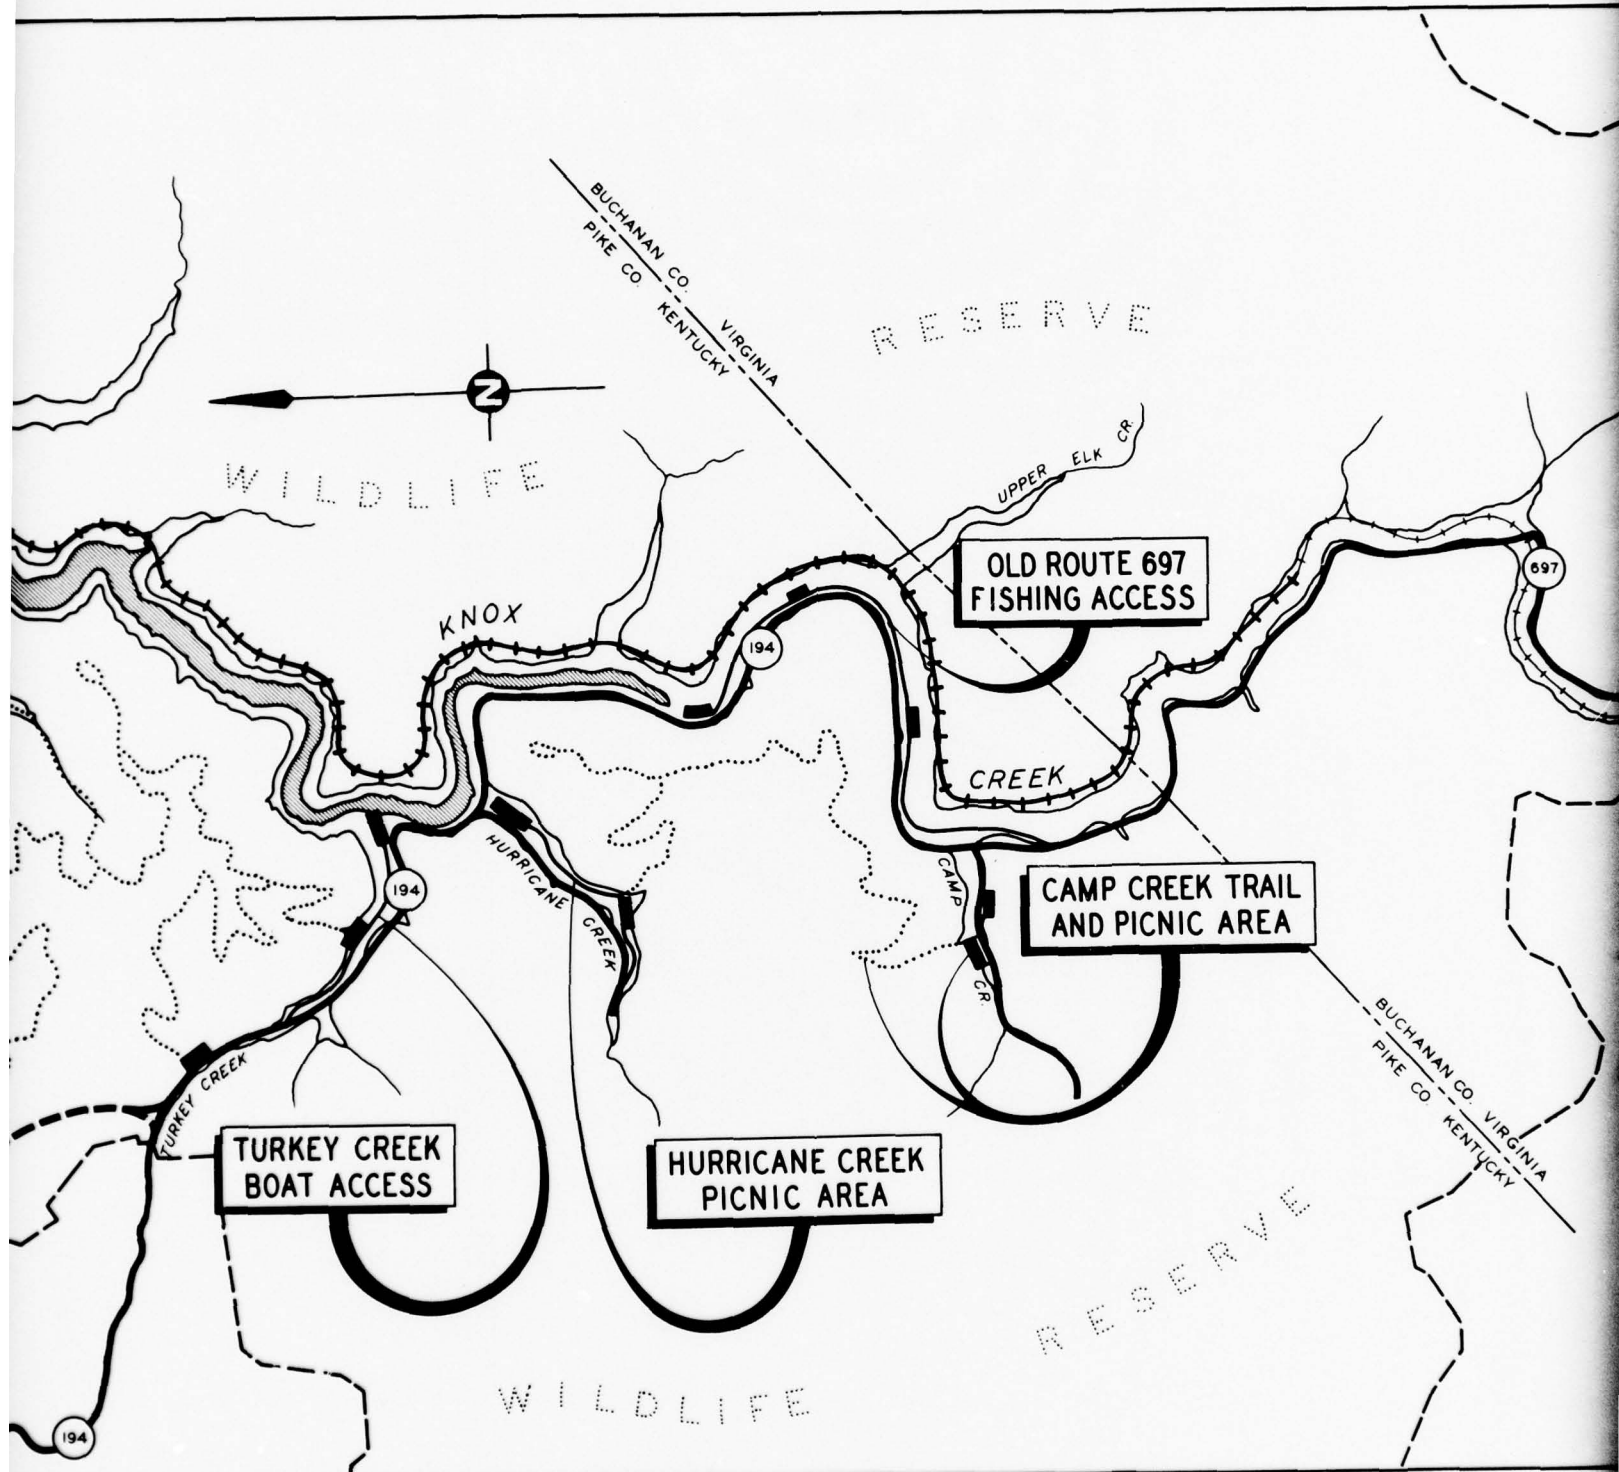 BUCHANAN CO. VIRGINIA
PIKE CO. KENTUCKY
RESERVE
N
WILDLIFE
UPPER ELK CR.
OLD ROUTE 697
FISHING ACCESS
697
KNOX
194
CREEK
HURRICANE CREEK
CAMP CR.
CAMP CREEK TRAIL
AND PICNIC AREA
194
BUCHANAN CO. VIRGINIA
PIKE CO. KENTUCKY
TURKEY CREEK
TURKEY CREEK
BOAT ACCESS
HURRICANE CREEK
PICNIC AREA
RESERVE
WILDLIFE
194